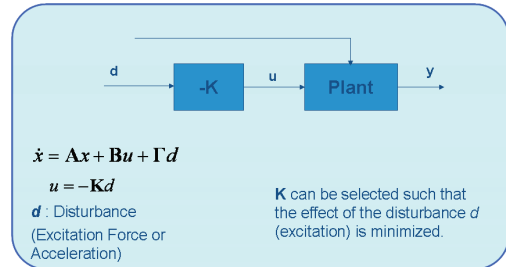 d
-K
u
Plant
y
ẋ = Ax + Bu + Γd
u = −Kd
d : Disturbance
(Excitation Force or
Acceleration)
K can be selected such that
the effect of the disturbance d
(excitation) is minimized.